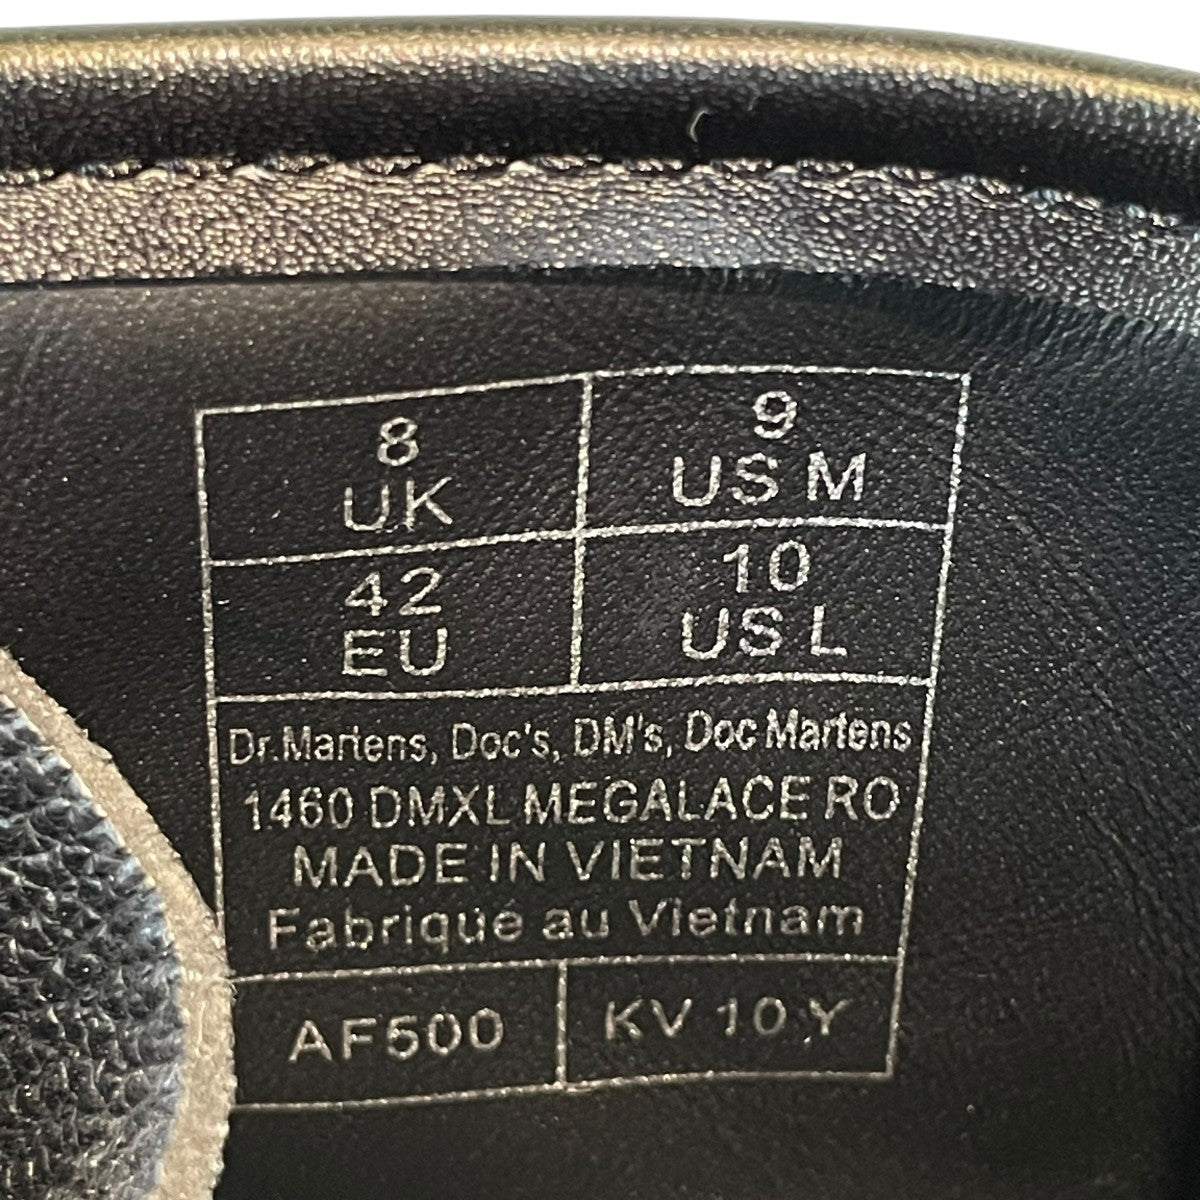 8
UK
9
US M
42
EU
10
US L
Dr.Martens, Doc's, DM's, Doc Martens
1460 DMXL MEGALACE RO
MADE IN VIETNAM
Fabriqué au Vietnam
AF500
KV 10 Y